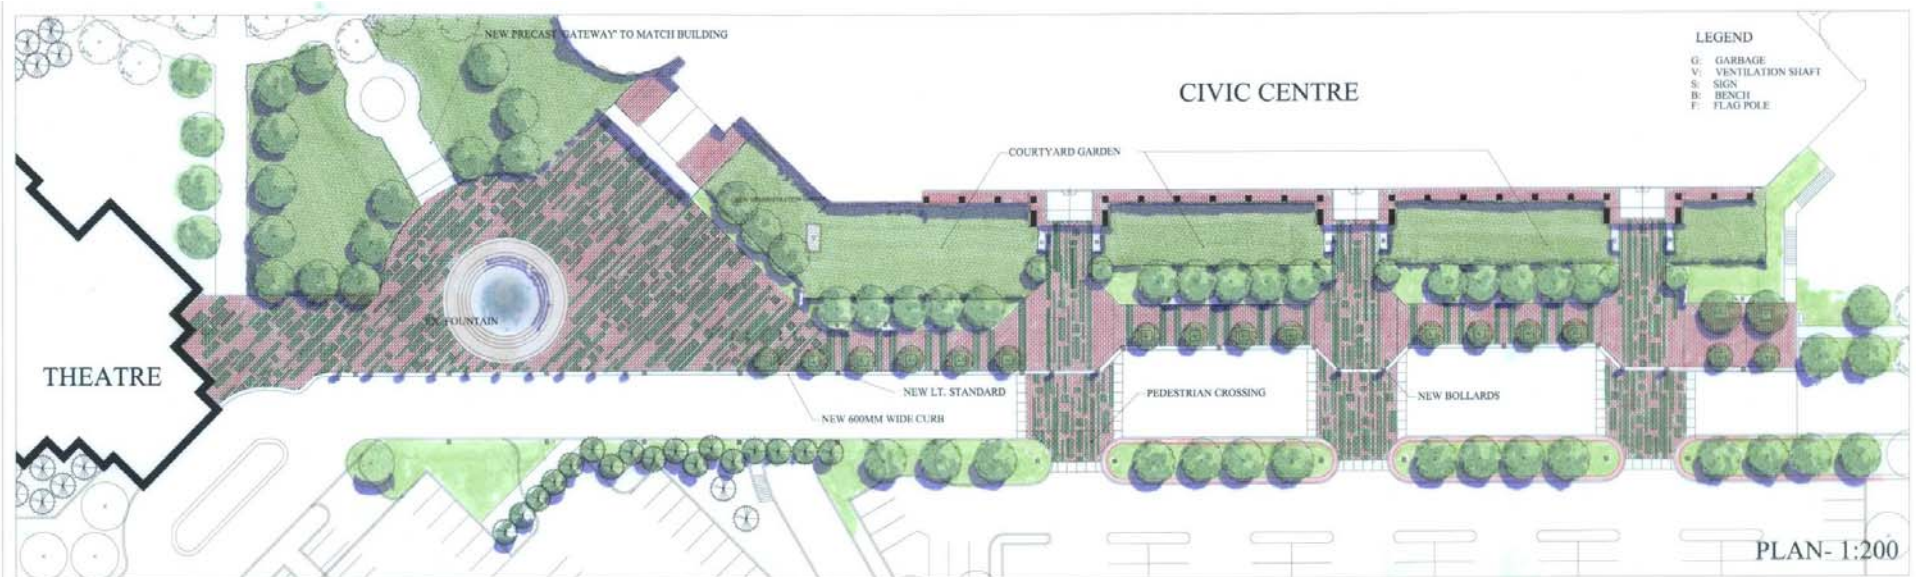 NEW PRECAST 'GATEWAY' TO MATCH BUILDING
CIVIC CENTRE
LEGEND
G: GARBAGE
V: VENTILATION SHAFT
S: SIGN
B: BENCH
F: FLAG POLE
COURTYARD GARDEN
EX. FOUNTAIN
THEATRE
NEW LT. STANDARD
PEDESTRIAN CROSSING
NEW BOLLARDS
NEW 600MM WIDE CURB
PLAN- 1:200